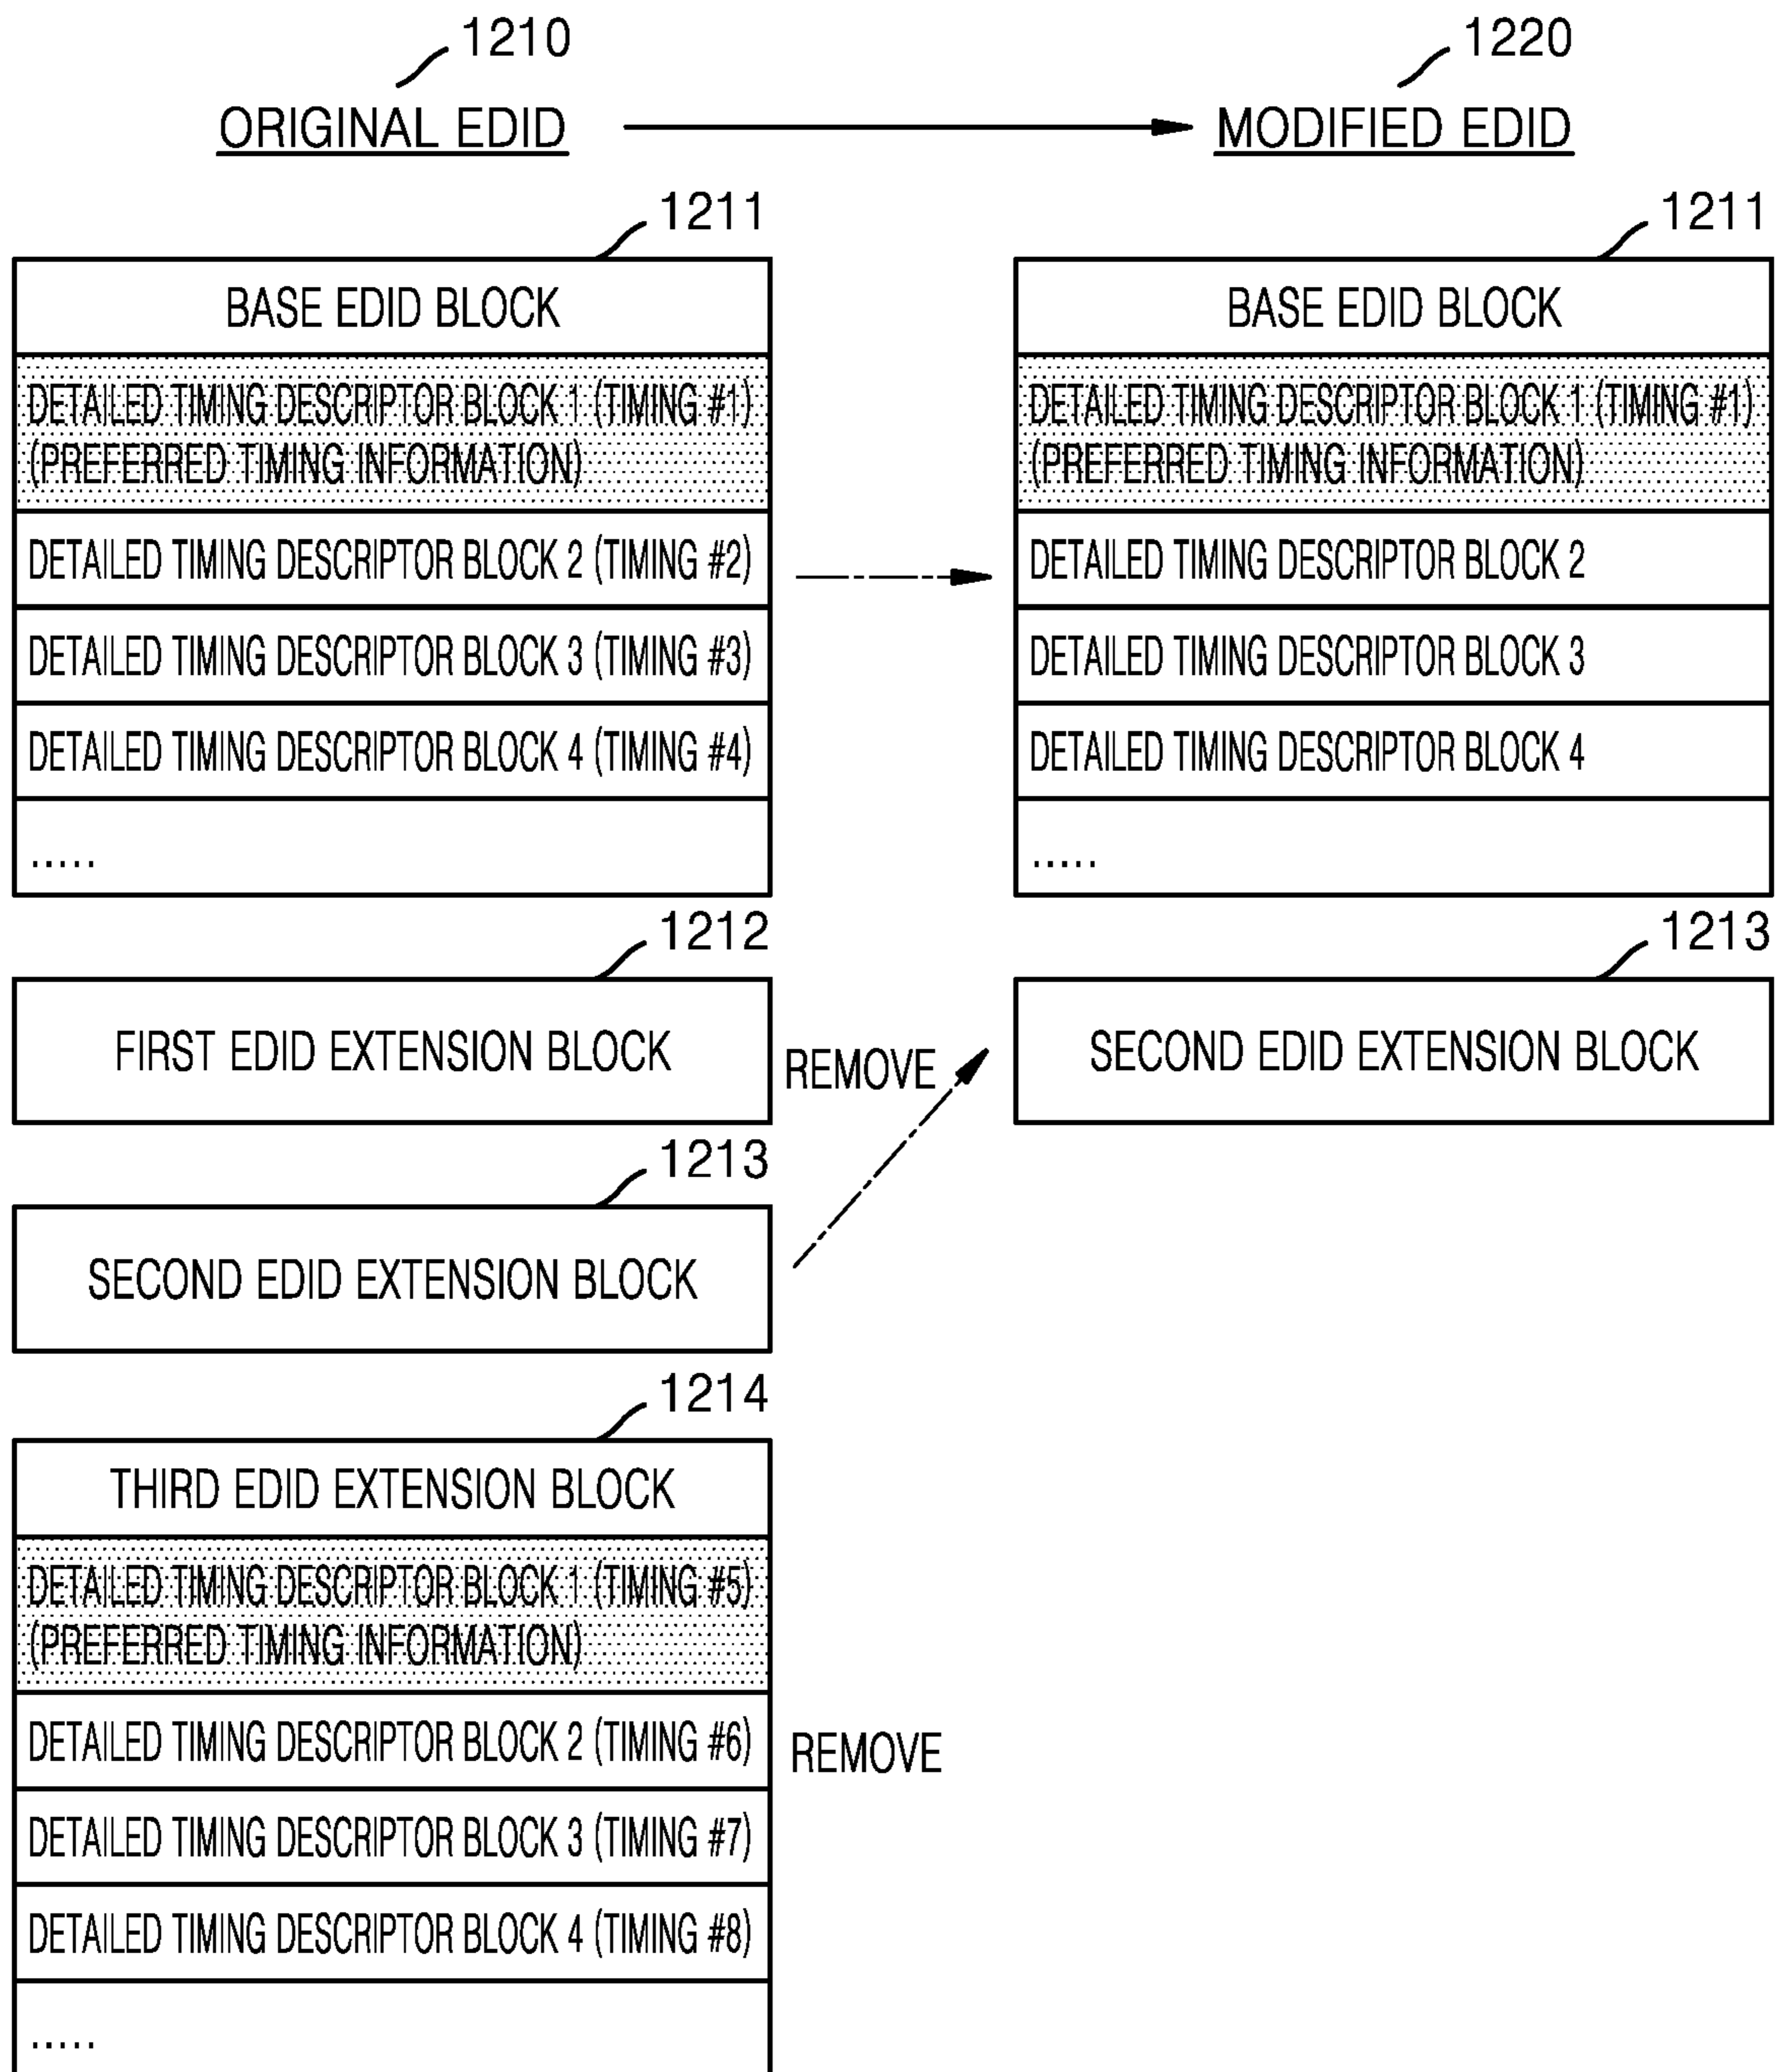 1210
1220
ORIGINAL EDID
MODIFIED EDID
1211
BASE EDID BLOCK
DETAILED TIMING DESCRIPTOR BLOCK 1 (TIMING #1)
(PREFERRED TIMING INFORMATION)
DETAILED TIMING DESCRIPTOR BLOCK 2 (TIMING #2)
DETAILED TIMING DESCRIPTOR BLOCK 3 (TIMING #3)
DETAILED TIMING DESCRIPTOR BLOCK 4 (TIMING #4)
.....
1211
BASE EDID BLOCK
DETAILED TIMING DESCRIPTOR BLOCK 1 (TIMING #1)
(PREFERRED TIMING INFORMATION)
DETAILED TIMING DESCRIPTOR BLOCK 2
DETAILED TIMING DESCRIPTOR BLOCK 3
DETAILED TIMING DESCRIPTOR BLOCK 4
.....
1212
FIRST EDID EXTENSION BLOCK
REMOVE
1213
SECOND EDID EXTENSION BLOCK
1213
SECOND EDID EXTENSION BLOCK
1214
THIRD EDID EXTENSION BLOCK
DETAILED TIMING DESCRIPTOR BLOCK 1 (TIMING #5)
(PREFERRED TIMING INFORMATION)
DETAILED TIMING DESCRIPTOR BLOCK 2 (TIMING #6)
REMOVE
DETAILED TIMING DESCRIPTOR BLOCK 3 (TIMING #7)
DETAILED TIMING DESCRIPTOR BLOCK 4 (TIMING #8)
.....